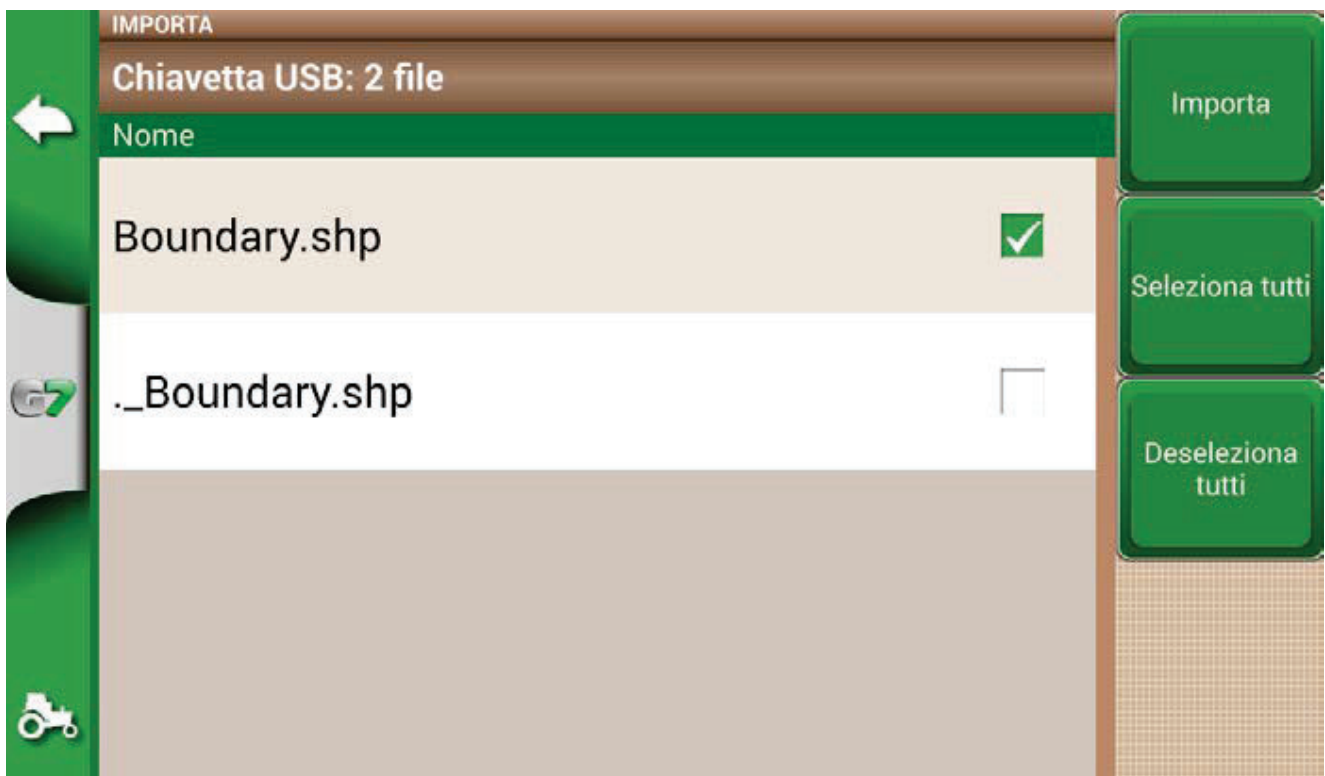 IMPORTA
Chiavetta USB: 2 file
Nome
Boundary.shp
._Boundary.shp
G7
Importa
Seleziona tutti
Deseleziona
tutti